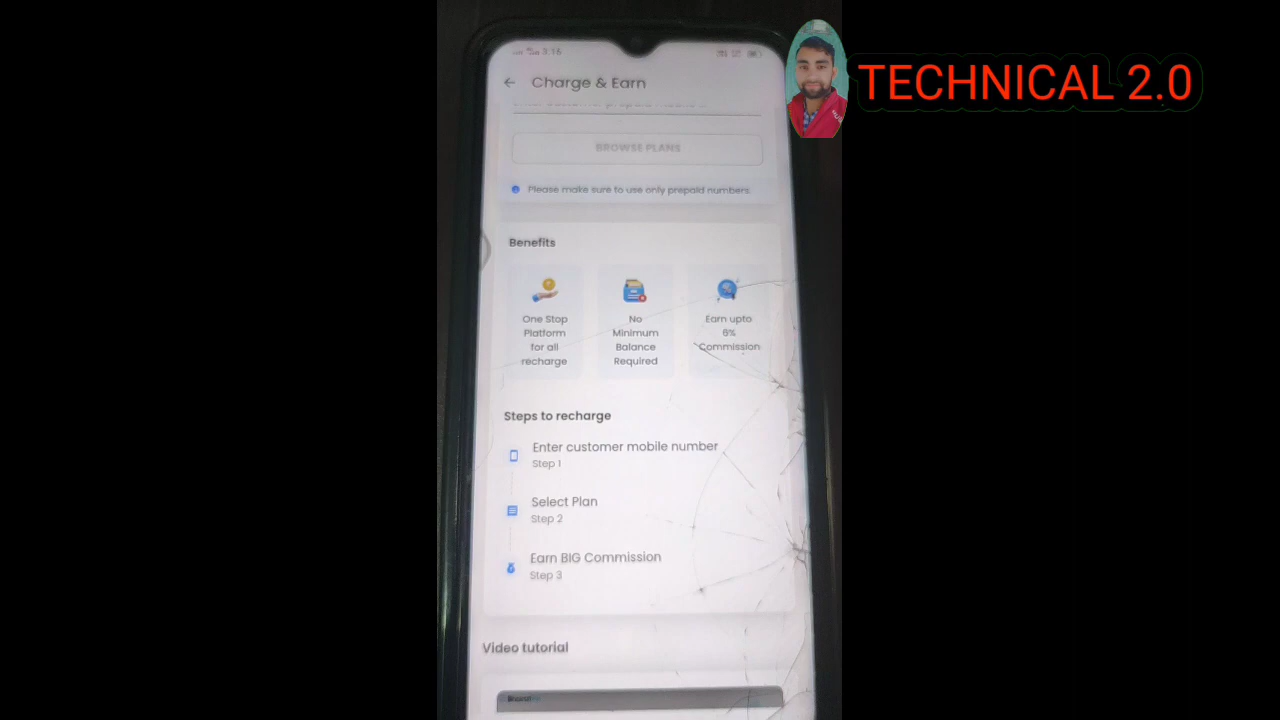 TECHNICAL 2.0
3:16
Charge & Earn
BROWSE PLANS
Please make sure to use only prepaid numbers.
Benefits
One Stop
Platform
for all
recharge
No
Minimum
Balance
Required
Earn upto
6%
Commission
Steps to recharge
Enter customer mobile number
Step 1
Select Plan
Step 2
Earn BIG Commission
Step 3
Video tutorial